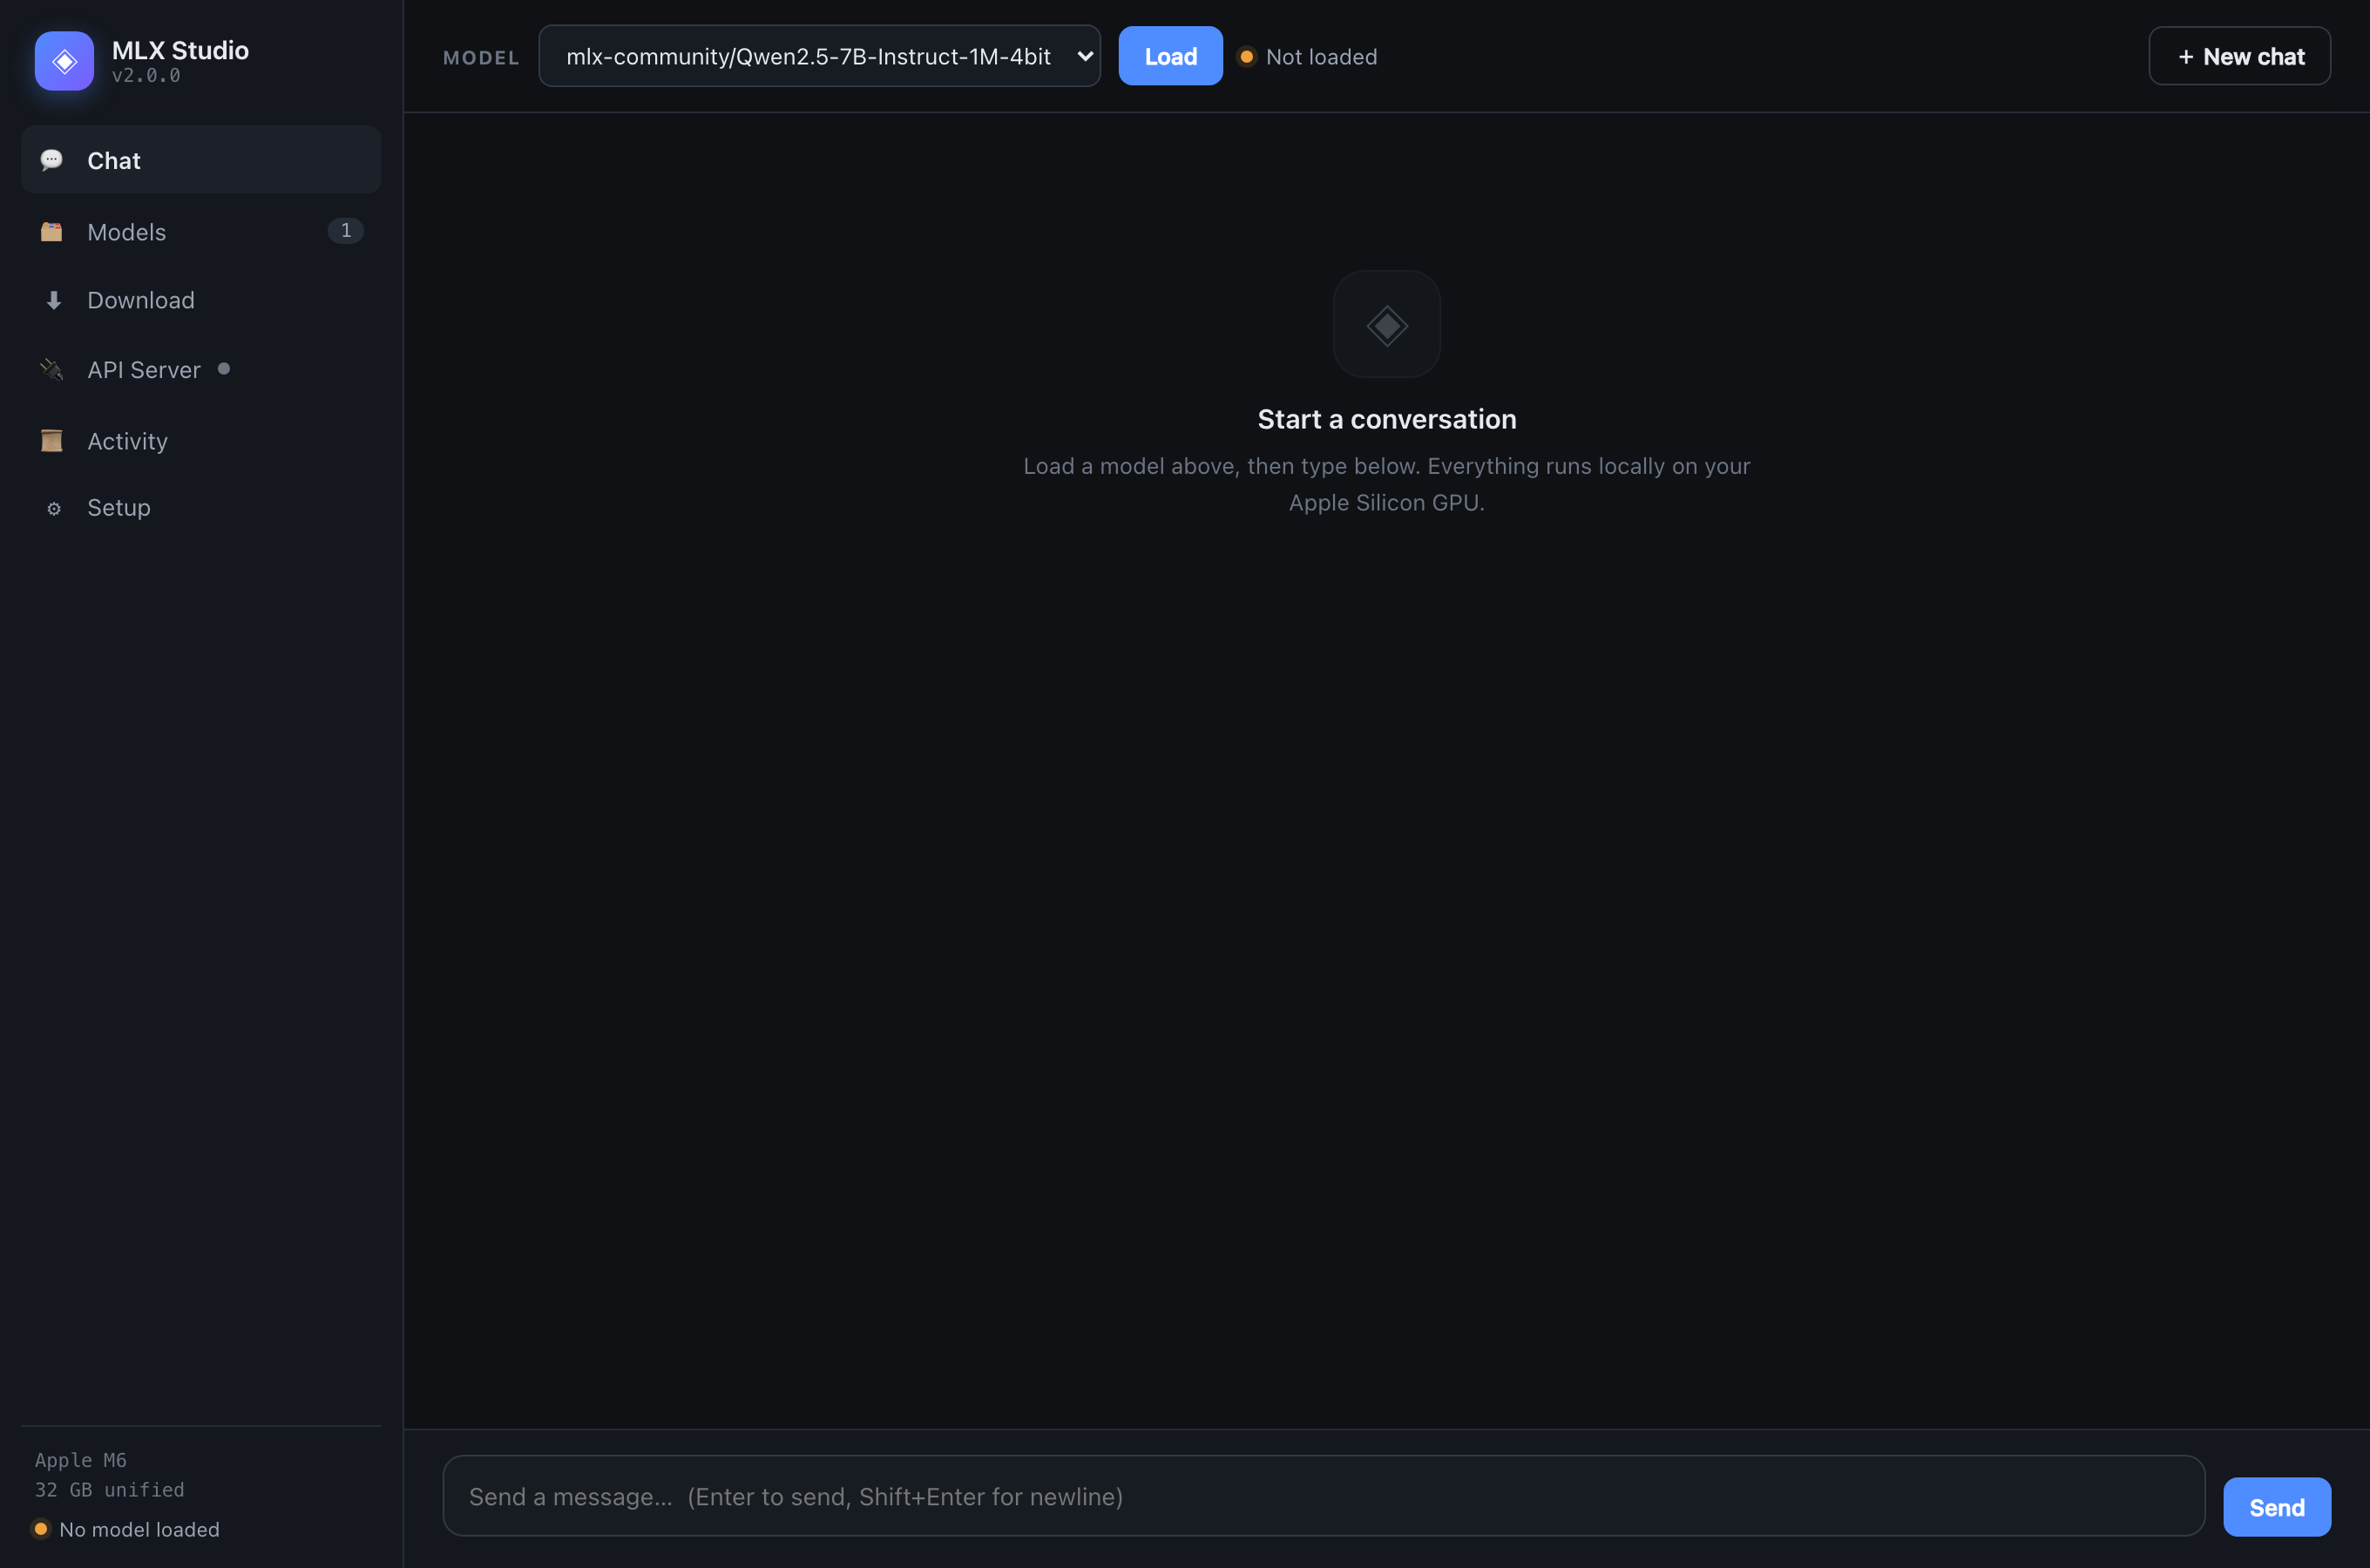 MLX Studio
v2.0.0
Chat
Models 1
Download
API Server
Activity
Setup
Apple M6
32 GB unified
No model loaded
MODEL mlx-community/Qwen2.5-7B-Instruct-1M-4bit Load Not loaded + New chat
Start a conversation
Load a model above, then type below. Everything runs locally on your
Apple Silicon GPU.
Send a message... (Enter to send, Shift+Enter for newline) Send